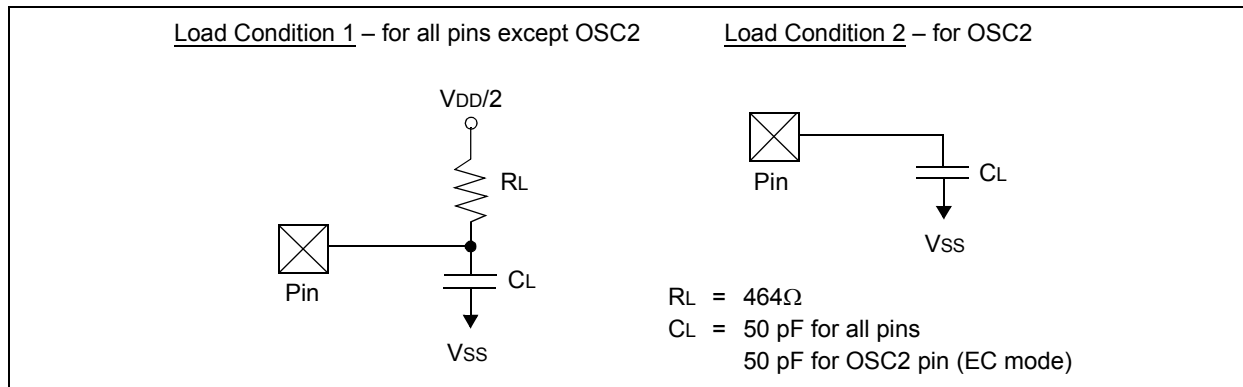 Load Condition 1 – for all pins except OSC2
VDD/2
RL
Pin
CL
VSS
Load Condition 2 – for OSC2
Pin
CL
VSS
RL = 464Ω
CL = 50 pF for all pins
50 pF for OSC2 pin (EC mode)